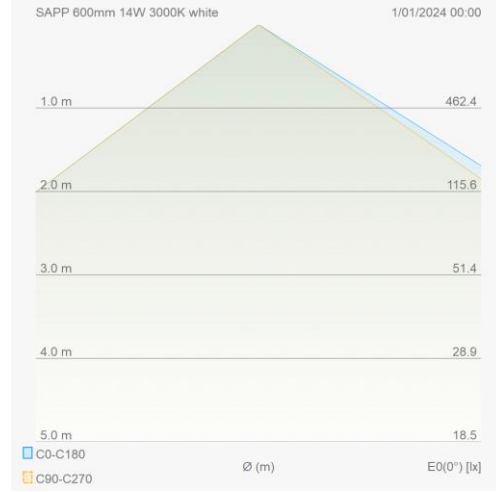 SAPP 600mm 14W 3000K white 1/01/2024 00:00
1.0 m 462.4
2.0 m 115.6
3.0 m 51.4
4.0 m 28.9
5.0 m 18.5
C0-C180
Ø (m) E0(0°) [lx]
C90-C270